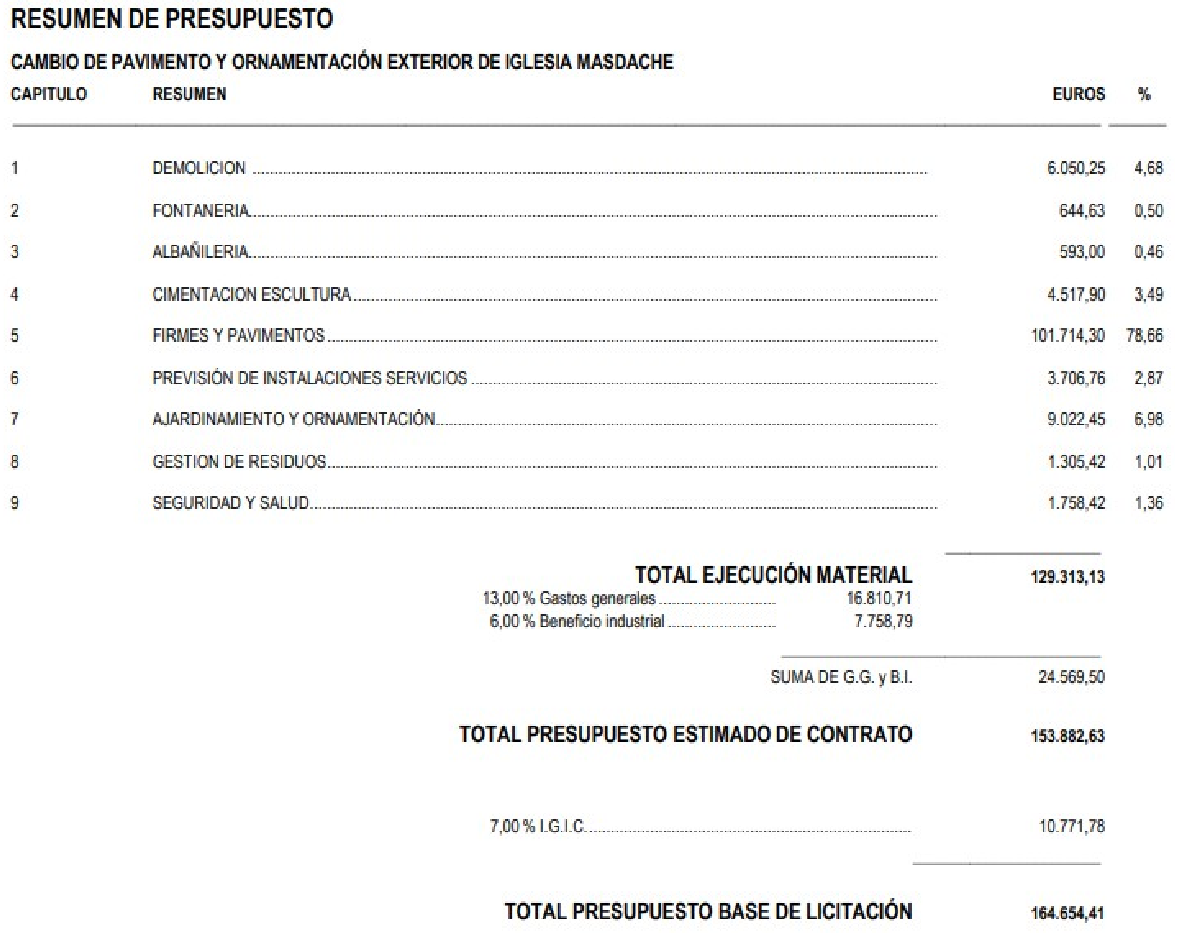 RESUMEN DE PRESUPUESTO
CAMBIO DE PAVIMENTO Y ORNAMENTACIÓN EXTERIOR DE IGLESIA MASDACHE
CAPITULO RESUMEN EUROS %
1 DEMOLICION 6.050,25 4,68
2 FONTANERIA 644,63 0,50
3 ALBAÑILERIA 593,00 0,46
4 CIMENTACION ESCULTURA 4.517,90 3,49
5 FIRMES Y PAVIMENTOS 101.714,30 78,66
6 PREVISIÓN DE INSTALACIONES SERVICIOS 3.706,76 2,87
7 AJARDINAMIENTO Y ORNAMENTACIÓN 9.022,45 6,98
8 GESTION DE RESIDUOS 1.305,42 1,01
9 SEGURIDAD Y SALUD 1.758,42 1,36
TOTAL EJECUCIÓN MATERIAL 129.313,13
13,00 % Gastos generales 16.810,71
6,00 % Beneficio industrial 7.758,79
SUMA DE G.G. y B.I. 24.569,50
TOTAL PRESUPUESTO ESTIMADO DE CONTRATO 153.882,63
7,00 % I.G.I.C. 10.771,78
TOTAL PRESUPUESTO BASE DE LICITACIÓN 164.654,41